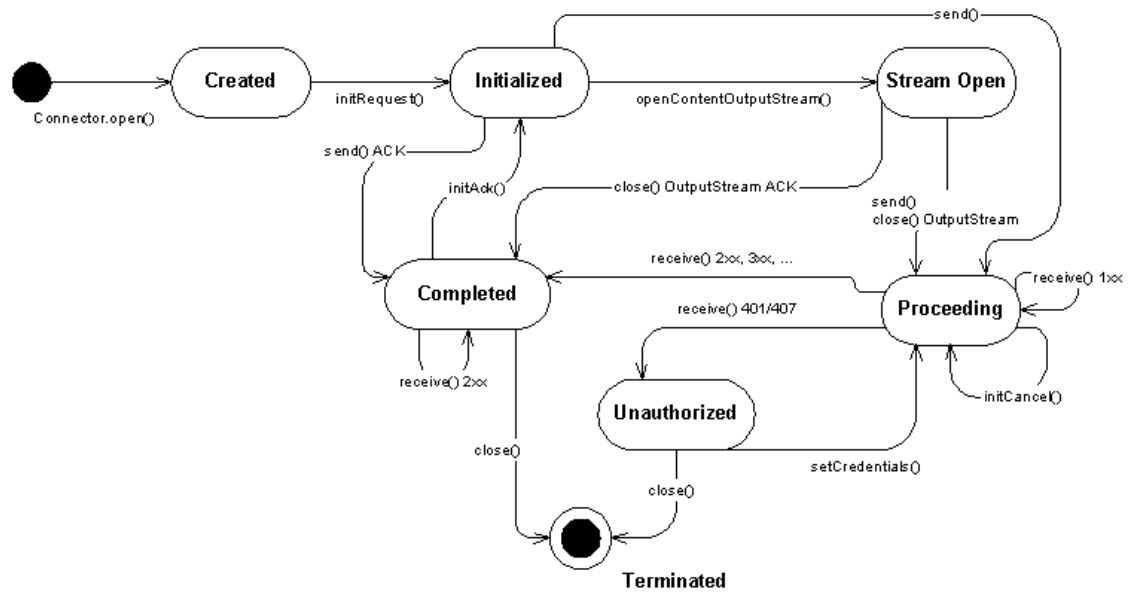 send()
Created
Initialized
Stream Open
initRequest()
openContentOutputStream()
Connector.open()
send() ACK
initAck()
close() OutputStream ACK
send()
close() OutputStream
receive() 2xx, 3xx, ...
receive() 1xx
Completed
Proceeding
receive() 401/407
receive() 2xx
initCancel()
Unauthorized
close()
setCredentials()
close()
Terminated